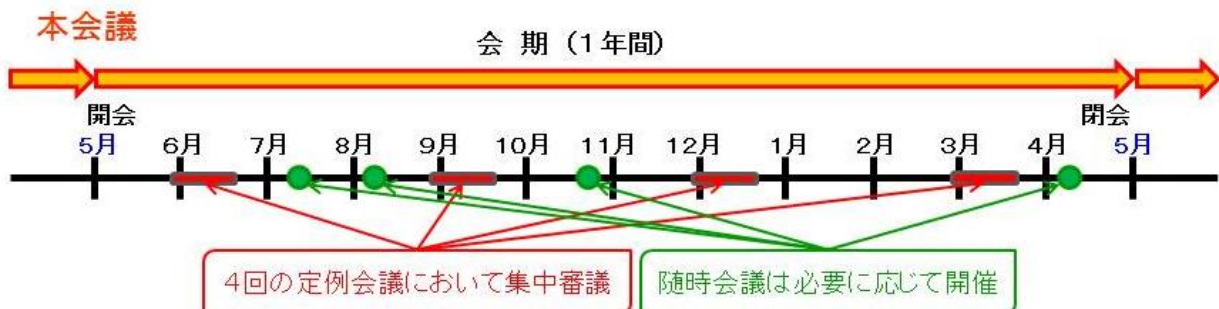 本会議
会 期 (1年間)
開会 閉会
5月 6月 7月 8月 9月 10月 11月 12月 1月 2月 3月 4月 5月
4回の定例会議において集中審議
随時会議は必要に応じて開催